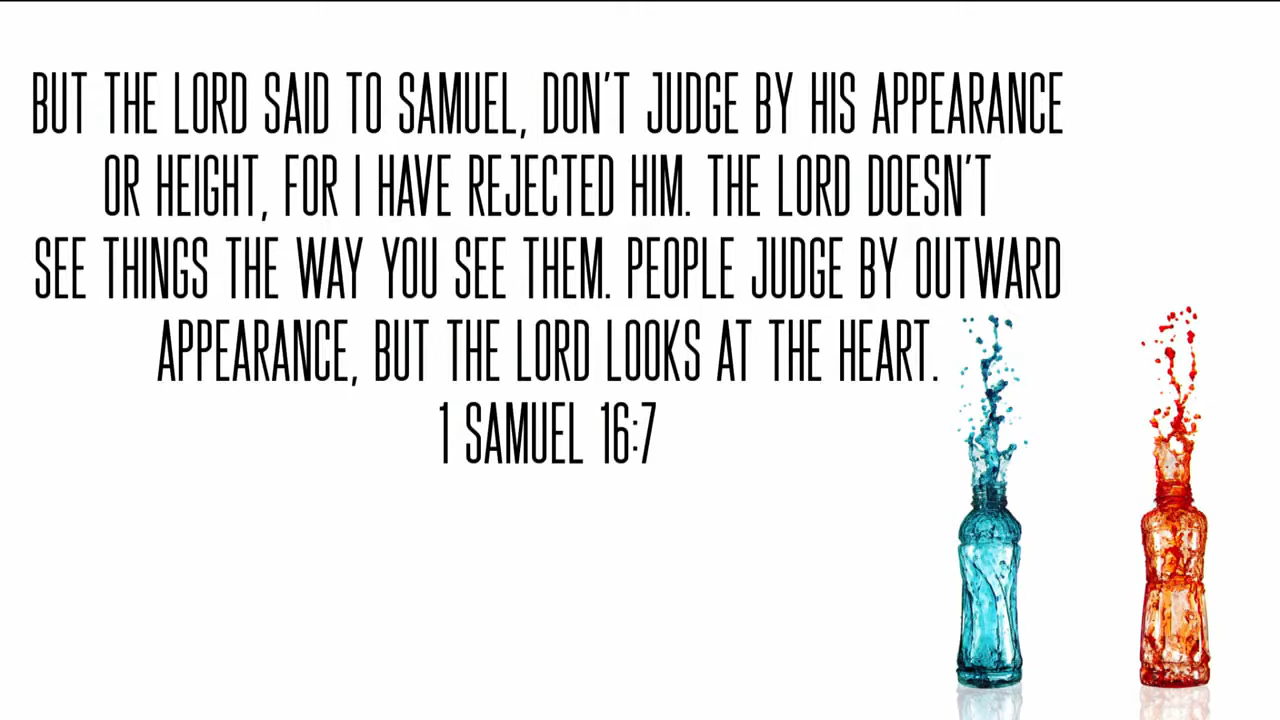 BUT THE LORD SAID TO SAMUEL, DON'T JUDGE BY HIS APPEARANCE
OR HEIGHT, FOR I HAVE REJECTED HIM. THE LORD DOESN'T
SEE THINGS THE WAY YOU SEE THEM. PEOPLE JUDGE BY OUTWARD
APPEARANCE, BUT THE LORD LOOKS AT THE HEART.
1 SAMUEL 16:7